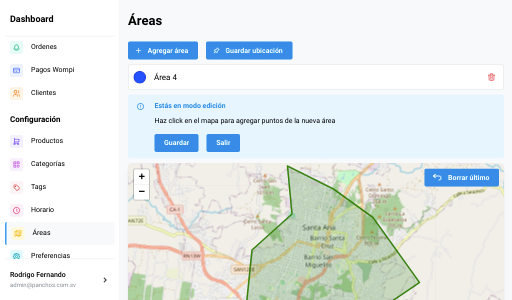 Dashboard
Ordenes
Pagos Wompi
Clientes
Configuración
Productos
Categorías
Tags
Horario
Áreas
Preferencias
Rodrigo Fernando
admin@panchos.com.sv
Áreas
Agregar área
Guardar ubicación
Área 4
Estás en modo edición
Haz click en el mapa para agregar puntos de la nueva área
Guardar
Salir
+
−
Borrar último
Santa Ana
Barrio Santa
Cruz
Barrio San
Miguelito